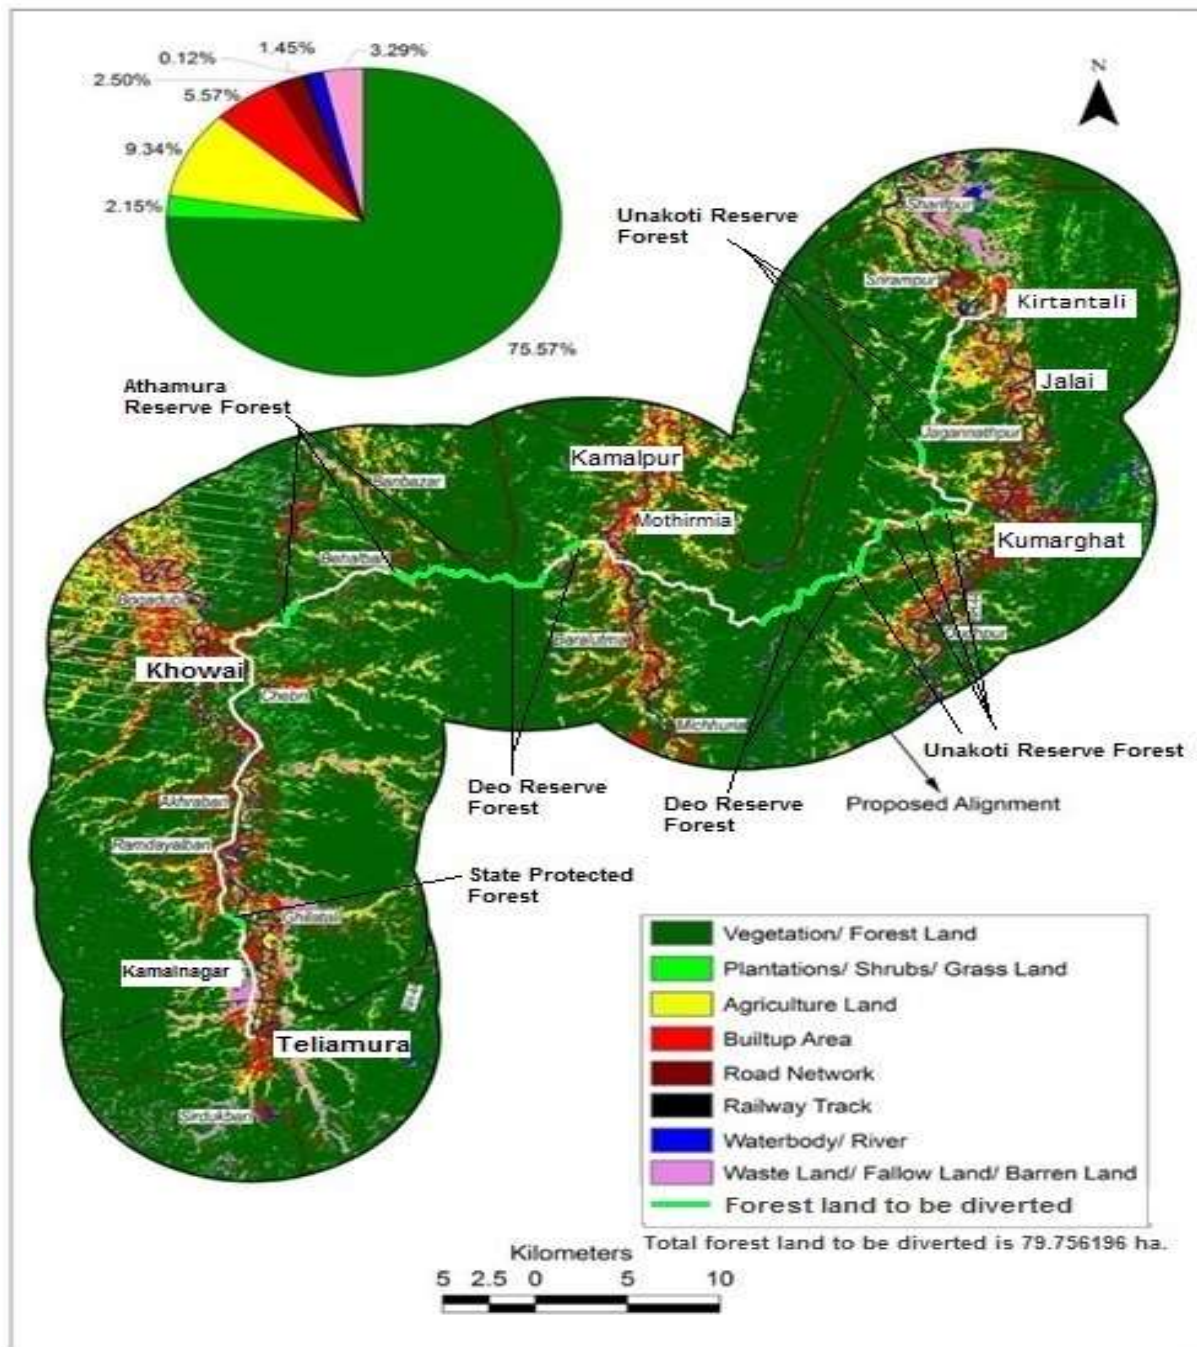 0.12%
1.45%
3.29%
2.50%
5.57%
9.34%
2.15%
75.57%
N
Unakoti Reserve
Forest
Sharifpur
Srirampur
Kirtantali
Jalai
Athamura
Reserve Forest
Jagannathpur
Kamalpur
Banbazar
Mothirmia
Kumarghat
Behalbari
Khowai
Chebri
Baralutma
Michhuria
Unakoti Reserve Forest
Deo Reserve
Forest
Deo Reserve
Forest
Proposed Alignment
Akhrabari
Ramdayalbari
State Protected
Forest
Ghilatali
Kamalnagar
Teliamura
Sirdukbari
Vegetation/ Forest Land
Plantations/ Shrubs/ Grass Land
Agriculture Land
Builtup Area
Road Network
Railway Track
Waterbody/ River
Waste Land/ Fallow Land/ Barren Land
Forest land to be diverted
Total forest land to be diverted is 79.756196 ha.
Kilometers
5 2.5 0 5 10